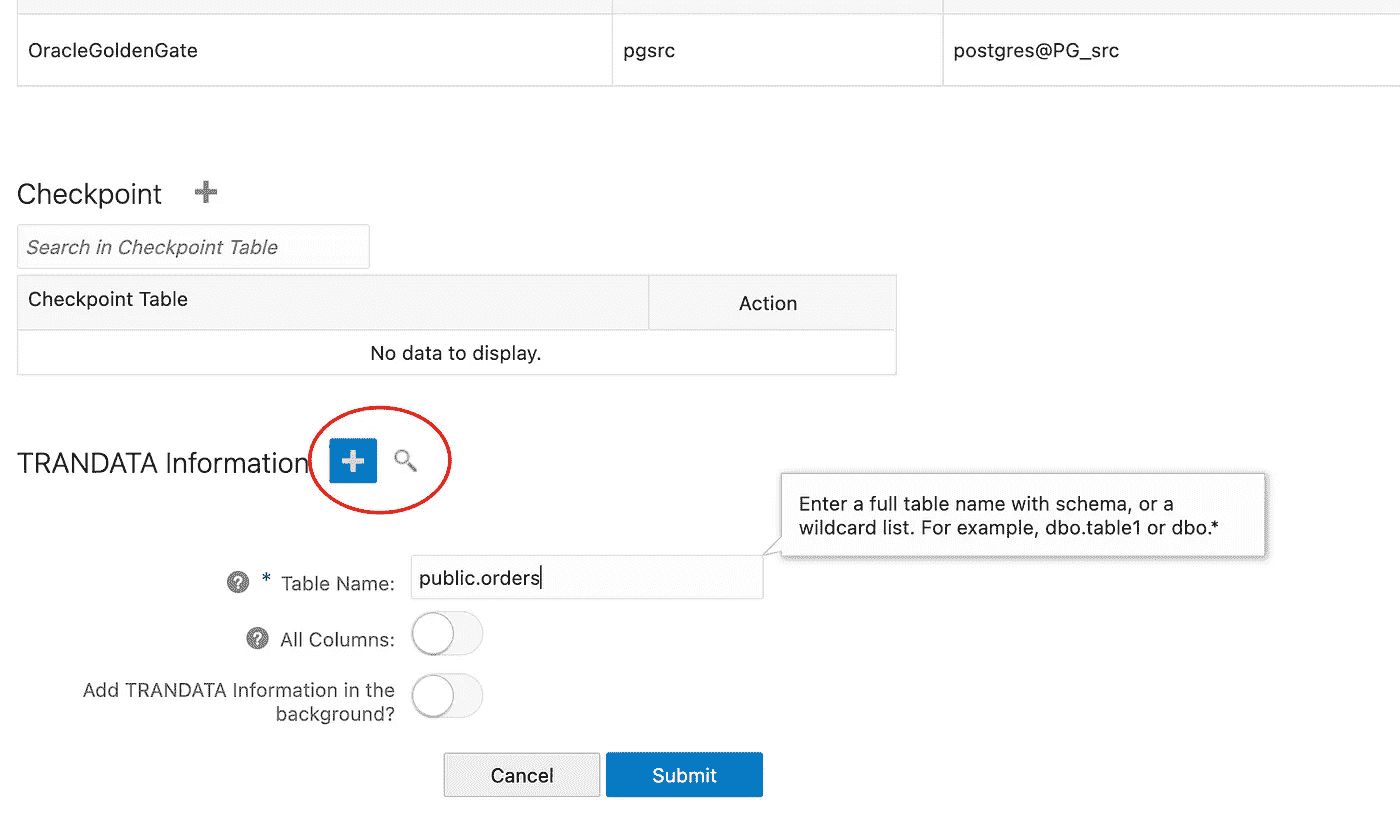 OracleGoldenGate pgsrc postgres@PG_src
Checkpoint
Search in Checkpoint Table
Checkpoint Table Action
No data to display.
TRANDATA Information
Enter a full table name with schema, or a
wildcard list. For example, dbo.table1 or dbo.*
? * Table Name: public.orders
? All Columns:
Add TRANDATA Information in the
background?
Cancel Submit